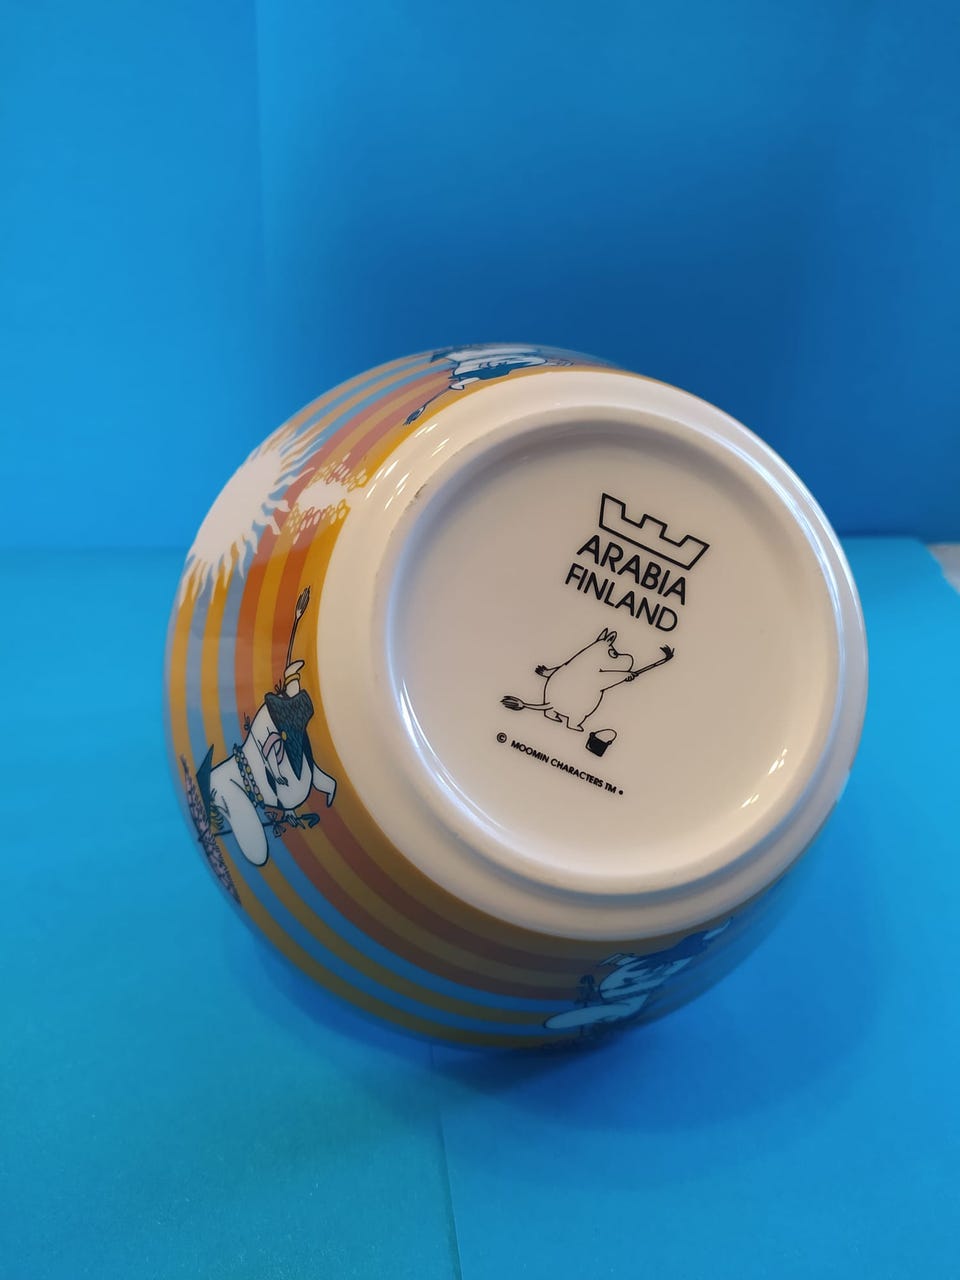 ARABIA
FINLAND
© MOOMIN CHARACTERS TM •